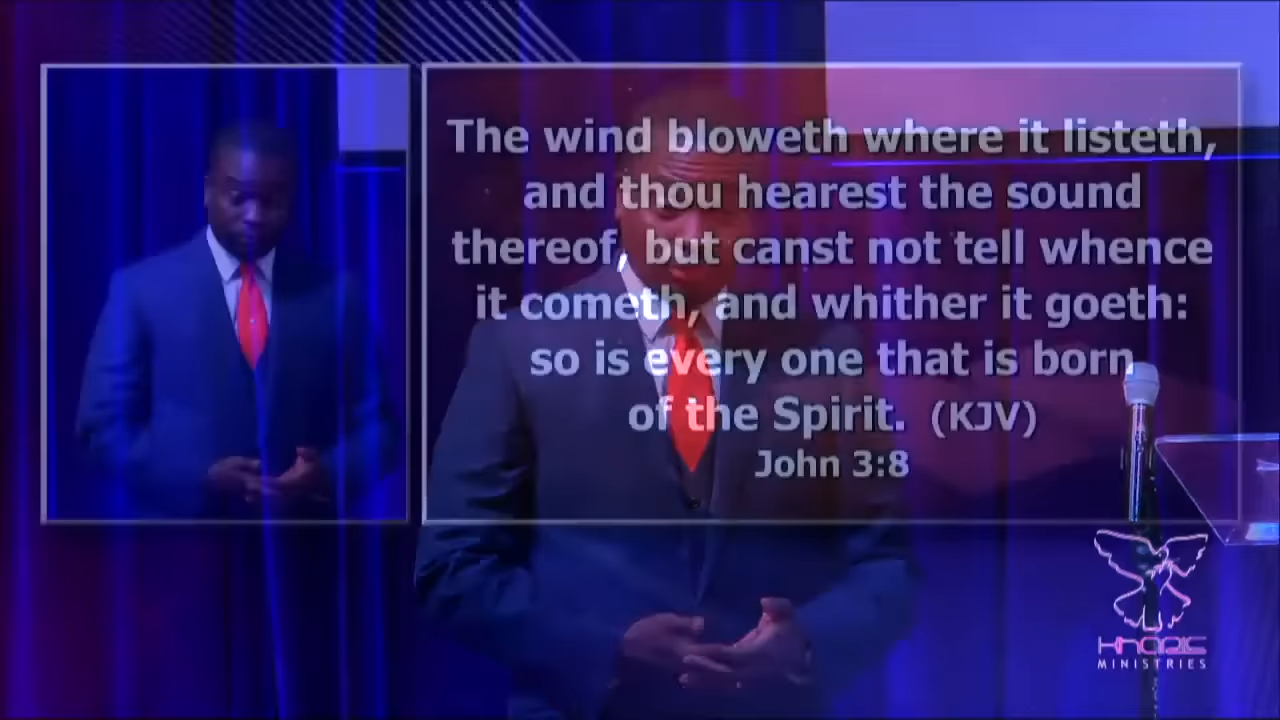 The wind bloweth where it listeth,
and thou hearest the sound
thereof, but canst not tell whence
it cometh, and whither it goeth:
so is every one that is born
of the Spirit. (KJV)
John 3:8
MINISTRIES